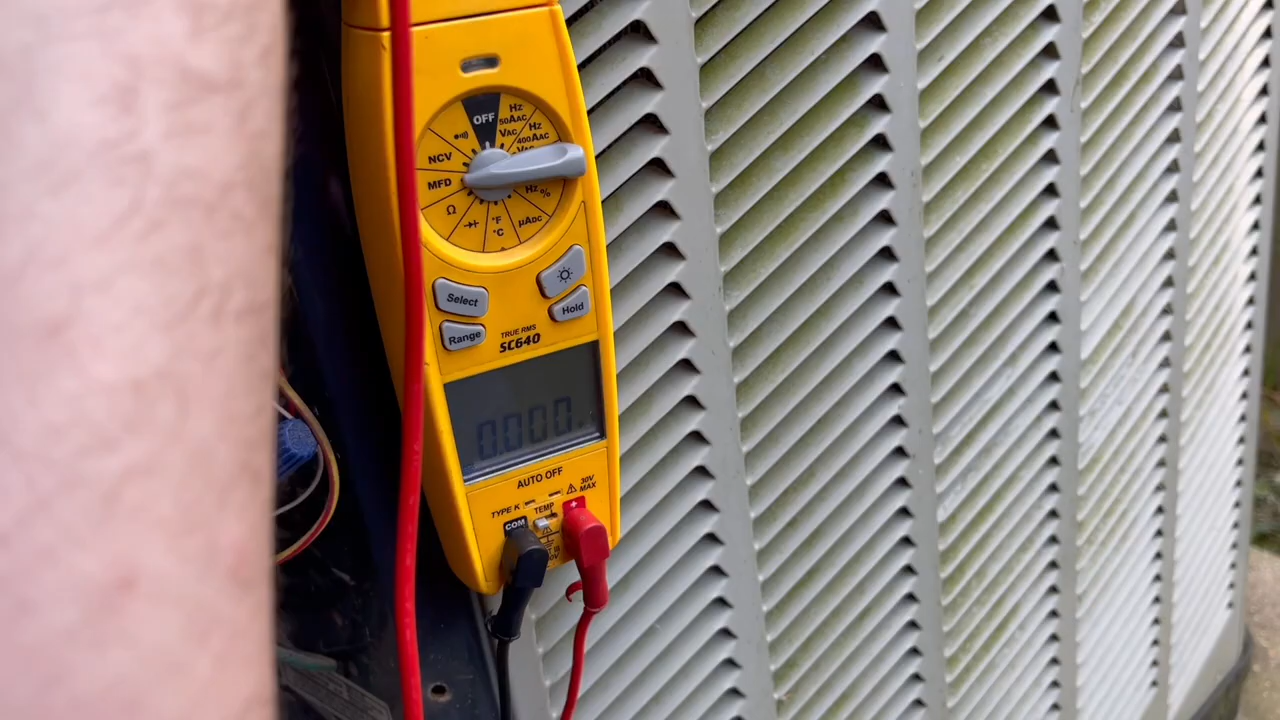 OFF
Hz
50AAC
VAC
Hz
400AAC
VAC
NCV
MFD
Hz %
Ω
µADC
°F
°C
Select
Hold
Range
TRUE RMS
SC640
0.000.
AUTO OFF
30V
MAX
TYPE K
TEMP
COM
+